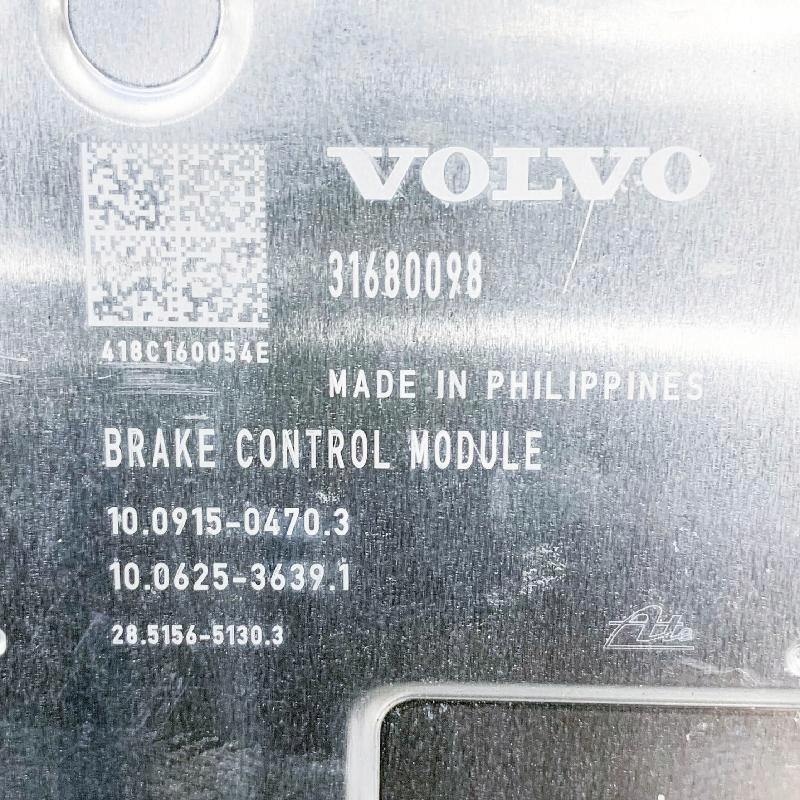 VOLVO
31680098
418C160054E
MADE IN PHILIPPINES
BRAKE CONTROL MODULE
10.0915-0470.3
10.0625-3639.1
28.5156-5130.3
Ate